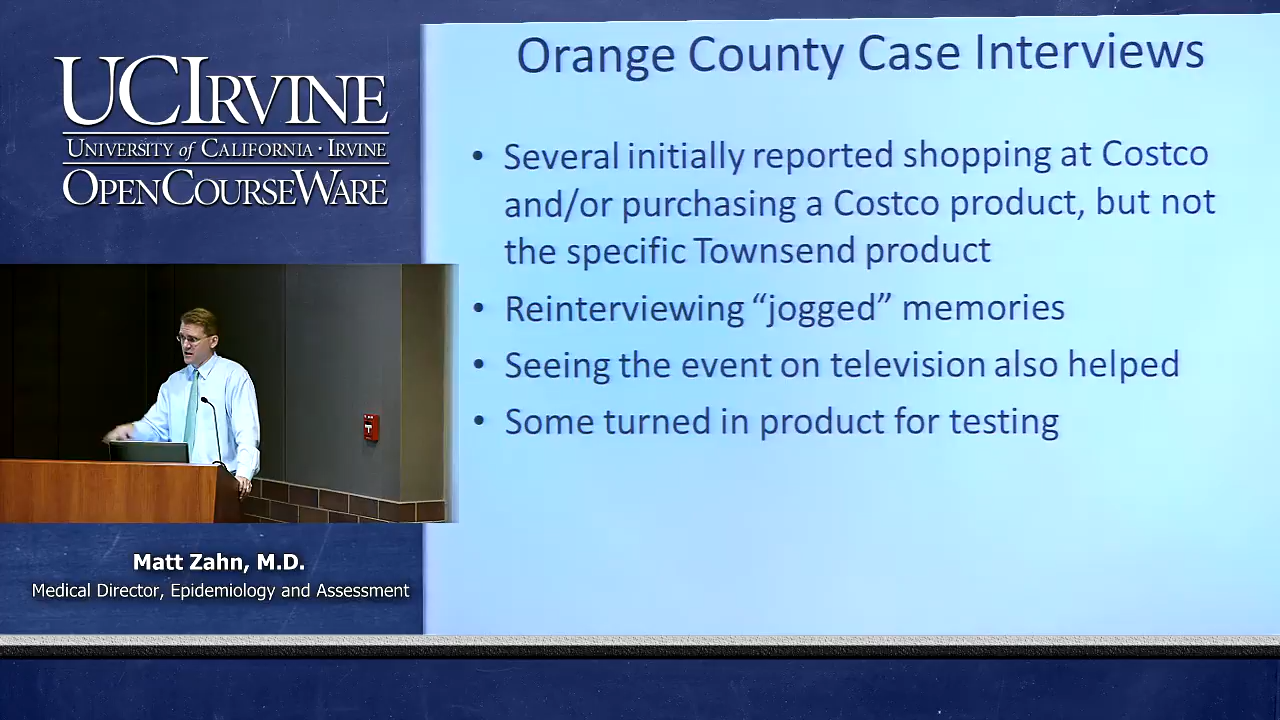 UCIRVINE
UNIVERSITY of CALIFORNIA · IRVINE
OPENCOURSEWARE
Orange County Case Interviews
• Several initially reported shopping at Costco
and/or purchasing a Costco product, but not
the specific Townsend product
• Reinterviewing “jogged” memories
• Seeing the event on television also helped
• Some turned in product for testing
Matt Zahn, M.D.
Medical Director, Epidemiology and Assessment